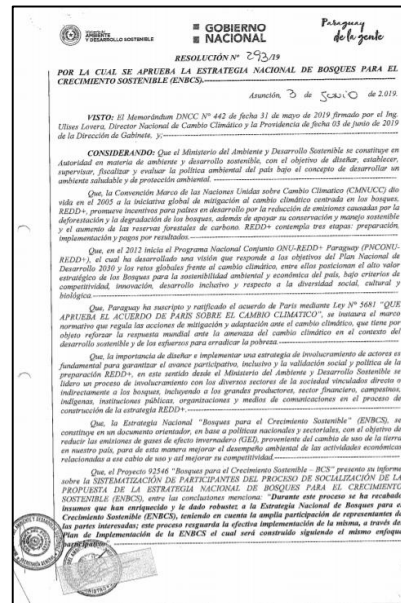 MINISTERIO DEL
AMBIENTE
Y DESARROLLO SOSTENIBLE
GOBIERNO
NACIONAL
Paraguay
de la gente
RESOLUCIÓN Nº 293/19
POR LA CUAL SE APRUEBA LA ESTRATEGIA NACIONAL DE BOSQUES PARA EL
CRECIMIENTO SOSTENIBLE (ENBCS).
Asunción, 3 de Junio de 2.019.
VISTO: El Memorándum DNCC Nº 442 de fecha 31 de mayo de 2019 firmado por el Ing.
Ulises Lovera, Director Nacional de Cambio Climático y la Providencia de fecha 03 de junio de 2019
de la Dirección de Gabinete, y;
CONSIDERANDO: Que el Ministerio del Ambiente y Desarrollo Sostenible se constituye en
Autoridad en materia de ambiente y desarrollo sostenible, con el objetivo de diseñar, establecer,
supervisar, fiscalizar y evaluar la política ambiental del país bajo el concepto de desarrollar un
ambiente saludable y de protección ambiental.
Que, la Convención Marco de las Naciones Unidas sobre Cambio Climatico (CMNUCC) dio
vida en el 2005 a la iniciativa global de mitigación al cambio climático centrada en los bosques,
REDD+, promueve incentivos para países en desarrollo por la reducción de emisiones causadas por la
deforestación y la degradación de los bosques, además de apoyar su conservación y manejo sostenible
y el aumento de las reservas forestales de carbono. REDD+ contempla tres etapas: preparación,
implementación y pagos por resultados.
Que, en el 2012 inicio el Programa Nacional Conjunto ONU-REDD+ Paraguay (PNCONU-
REDD+), el cual ha desarrollado una visión que responde a los objetivos del Plan Nacional de
Desarrollo 2030 y los retos globales frente al cambio climático, entre ellos posicionan el alto valor
estratégico de los Bosques para la sostenibilidad ambiental y económica del país, bajo criterios de
competitividad, innovación, desarrollo inclusivo y respecto a la diversidad social, cultural y
biológica.
Que, Paraguay ha suscripto y ratificado el acuerdo de Paris mediante Ley Nº 5681 "QUE
APRUEBA EL ACUERDO DE PARIS SOBRE EL CAMBIO CLIMATICO", se instaura el marco
normativo que regula las acciones de mitigación y adaptación ante el cambio climático, que tiene por
objeto reforzar la respuesta mundial ante la amenaza del cambio climático en el contexto del
desarrollo sostenible y de los esfuerzos para erradicar la pobreza.
Que, la importancia de diseñar e implementar una estrategia de involucramiento de actores es
fundamental para garantizar el avance participativo, inclusivo y la validación social y política de la
preparación REDD+, en este sentido desde el Ministerio del Ambiente y Desarrollo Sostenible se
lidero un proceso de involucramiento con los diversos sectores de la sociedad vinculados directa o
indirectamente a los bosques, incluyendo a los grandes productores, sector financiero, campesinas,
indígenas, instituciones públicas, organizaciones y medios de comunicaciones en el proceso de
construcción de la estrategia REDD+.
Que, la Estrategia Nacional "Bosques para el Crecimiento Sostenible" (ENBCS), se
constituye en un documento orientador, en base a políticas nacionales y sectoriales, con el objetivo de
reducir las emisiones de gases de efecto invernadero (GEI), proveniente del cambio de uso de la tierra
en nuestro país, para de esta manera mejorar el desempeño ambiental de las actividades económicas
relacionadas a ese cabio de uso y así mejorar su competitividad.
Que, el Proyecto 92546 "Bosques para el Crecimiento Sostenible – BCS" presento su informe
sobre la SISTEMATIZACIÓN DE PARTICIPANTES DEL PROCESO DE SOCIALIZACIÓN DE LA
PROPUESTA DE LA ESTRATEGIA NACIONAL DE BOSQUES PARA EL CRECIMIENTO
SOSTENIBLE (ENBCS), entre las conclusiones menciona: "Durante este proceso se ha recabado
insumos que han enriquecido y le dado robustez a la Estrategia Nacional de Bosques para el
Crecimiento Sostenible (ENBCS), teniendo en cuenta la amplia participación de representantes de
las partes interesadas; este proceso resguarda la efectiva implementación de la misma, a través del
Plan de Implementación de la ENBCS el cual será construido siguiendo el mismo enfoque
participativo